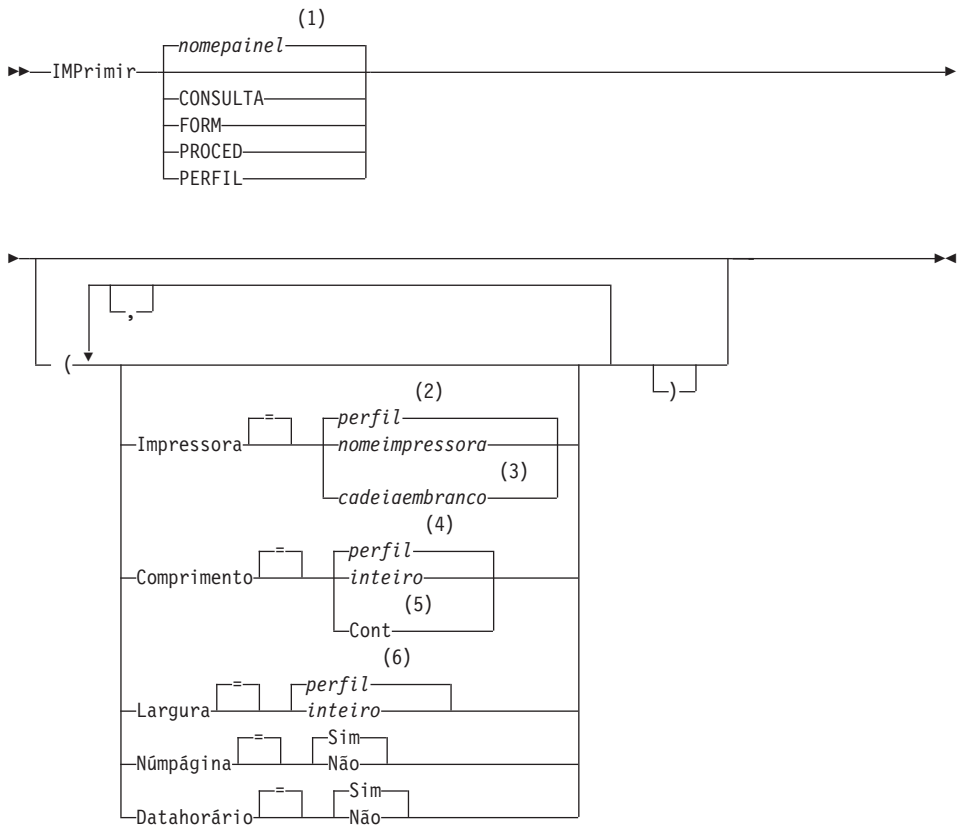 (1)
nomepainel
IMPrimir
CONSULTA
FORM
PROCED
PERFIL
,
(
)
(2)
Impressora = perfil
nomeimpressora
(3)
cadeiaembranco
(4)
Comprimento = perfil
inteiro
(5)
Cont
(6)
Largura = perfil
inteiro
Númpágina = Sim
Não
Datahorário = Sim
Não